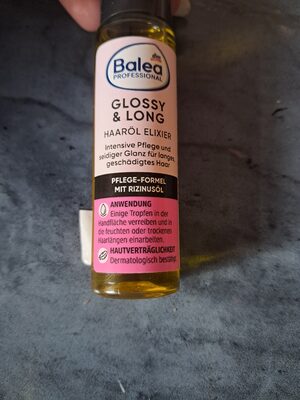 Balea
PROFESSIONAL
GLOSSY
& LONG
HAARÖL ELIXIER
Intensive Pflege und
seidiger Glanz für langes,
geschädigtes Haar
PFLEGE-FORMEL
MIT RIZINUSÖL
ANWENDUNG
Einige Tropfen in der
Handfläche verreiben und in
die feuchten oder trockenen
Haarlängen einarbeiten.
HAUTVERTRÄGLICHKEIT
Dermatologisch bestätigt